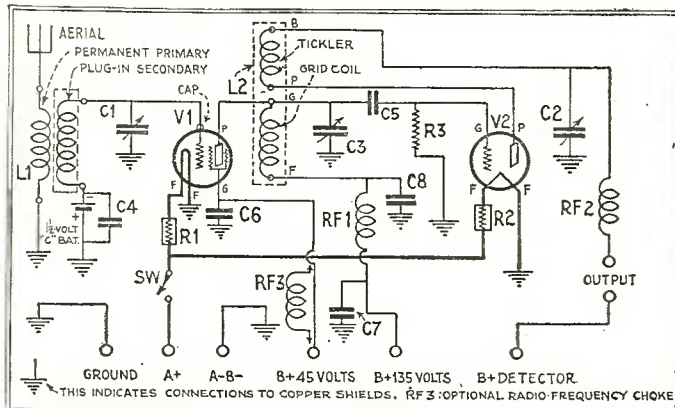 AERIAL
PERMANENT PRIMARY
PLUG-IN SECONDARY
B
TICKLER
GRID COIL
L2
P
G
F
CAP
C1
V1
P
F
F
G
C3
C5
R3
G
V2
P
F
F
C2
L1
C4
1½ VOLT
"C" BAT.
+
R1
C6
RF1
C8
R2
RF2
SW
RF3
C7
OUTPUT
GROUND A+ A-B- B+45 VOLTS B+135 VOLTS B+DETECTOR
THIS INDICATES CONNECTIONS TO COPPER SHIELDS. RF3:OPTIONAL RADIO-FREQUENCY CHOKE